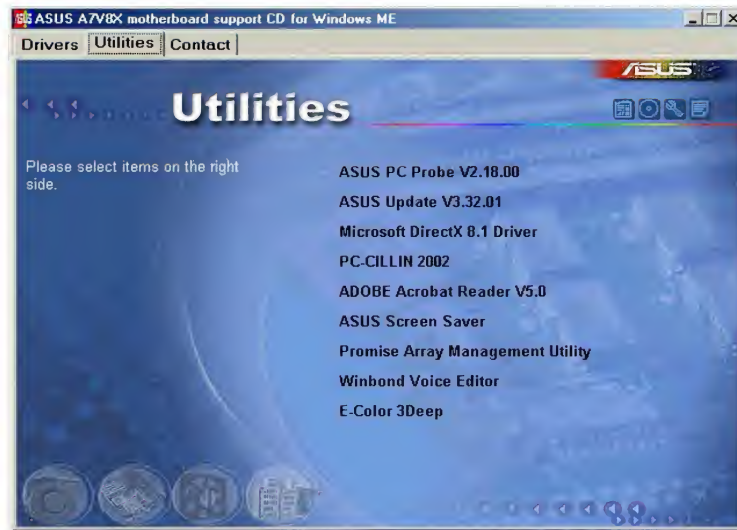 ASUS A7V8X motherboard support CD for Windows ME
Drivers Utilities Contact
ASUS
Utilities
Please select items on the right
side.
ASUS PC Probe V2.18.00
ASUS Update V3.32.01
Microsoft DirectX 8.1 Driver
PC-CILLIN 2002
ADOBE Acrobat Reader V5.0
ASUS Screen Saver
Promise Array Management Utility
Winbond Voice Editor
E-Color 3Deep